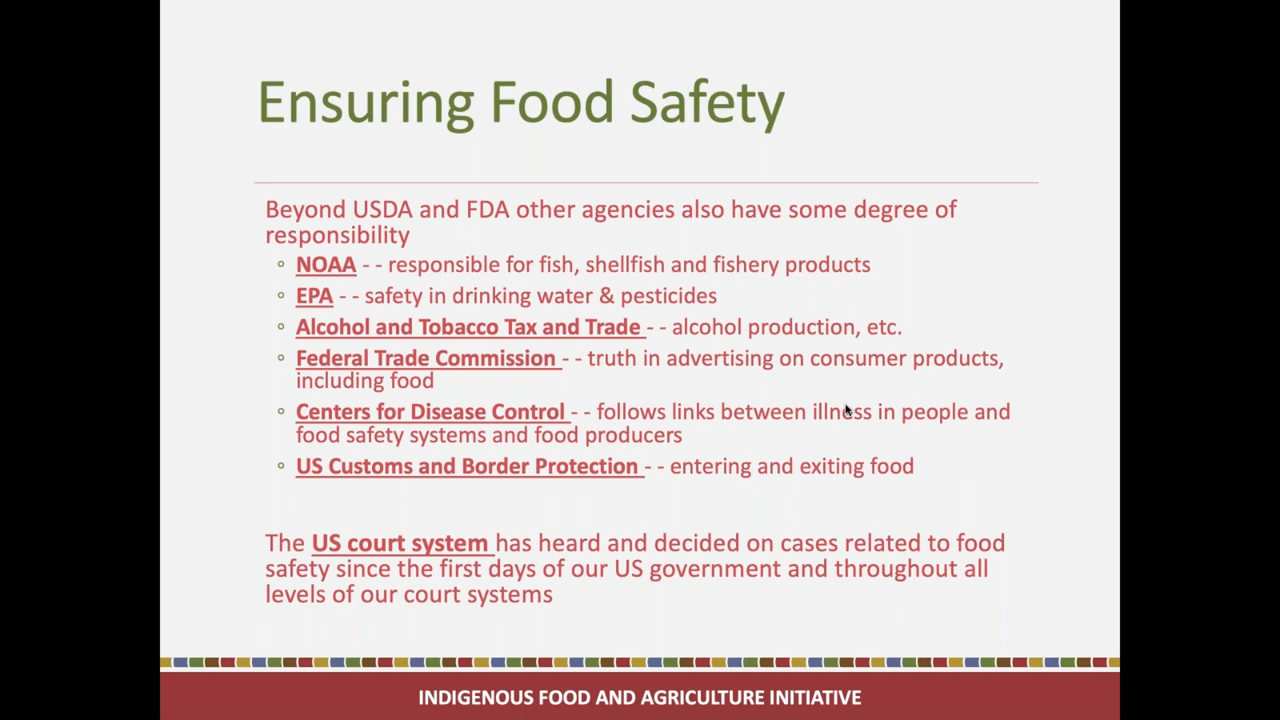 Ensuring Food Safety
Beyond USDA and FDA other agencies also have some degree of
responsibility
◦ NOAA - - responsible for fish, shellfish and fishery products
◦ EPA - - safety in drinking water & pesticides
◦ Alcohol and Tobacco Tax and Trade - - alcohol production, etc.
◦ Federal Trade Commission - - truth in advertising on consumer products,
including food
◦ Centers for Disease Control - - follows links between illness in people and
food safety systems and food producers
◦ US Customs and Border Protection - - entering and exiting food
The US court system has heard and decided on cases related to food
safety since the first days of our US government and throughout all
levels of our court systems
INDIGENOUS FOOD AND AGRICULTURE INITIATIVE